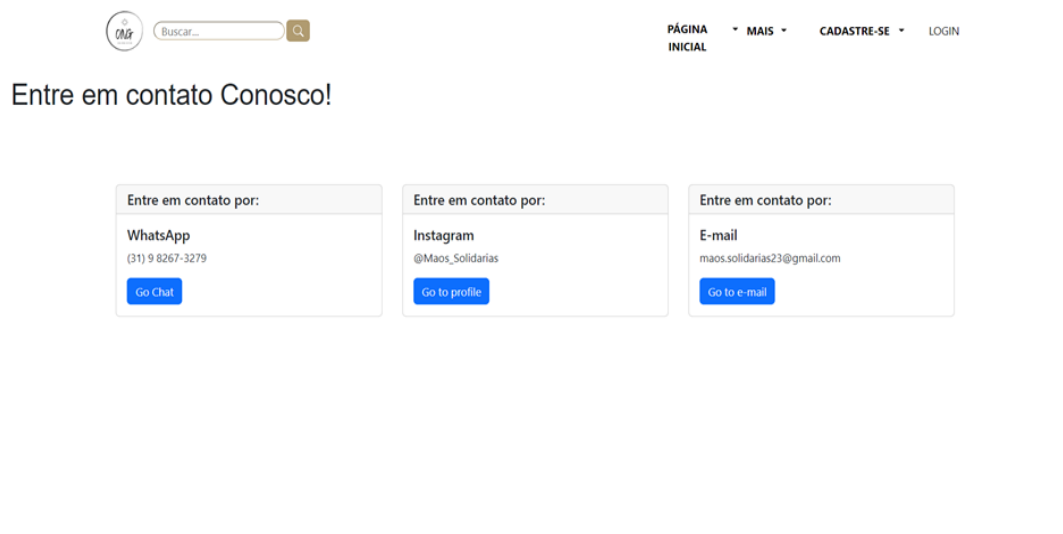 ONG
Buscar...
PÁGINA INICIAL
MAIS
CADASTRE-SE
LOGIN
Entre em contato Conosco!
Entre em contato por:
WhatsApp
(31) 9 8267-3279
Go Chat
Entre em contato por:
Instagram
@Maos_Solidarias
Go to profile
Entre em contato por:
E-mail
maos.solidarias23@gmail.com
Go to e-mail